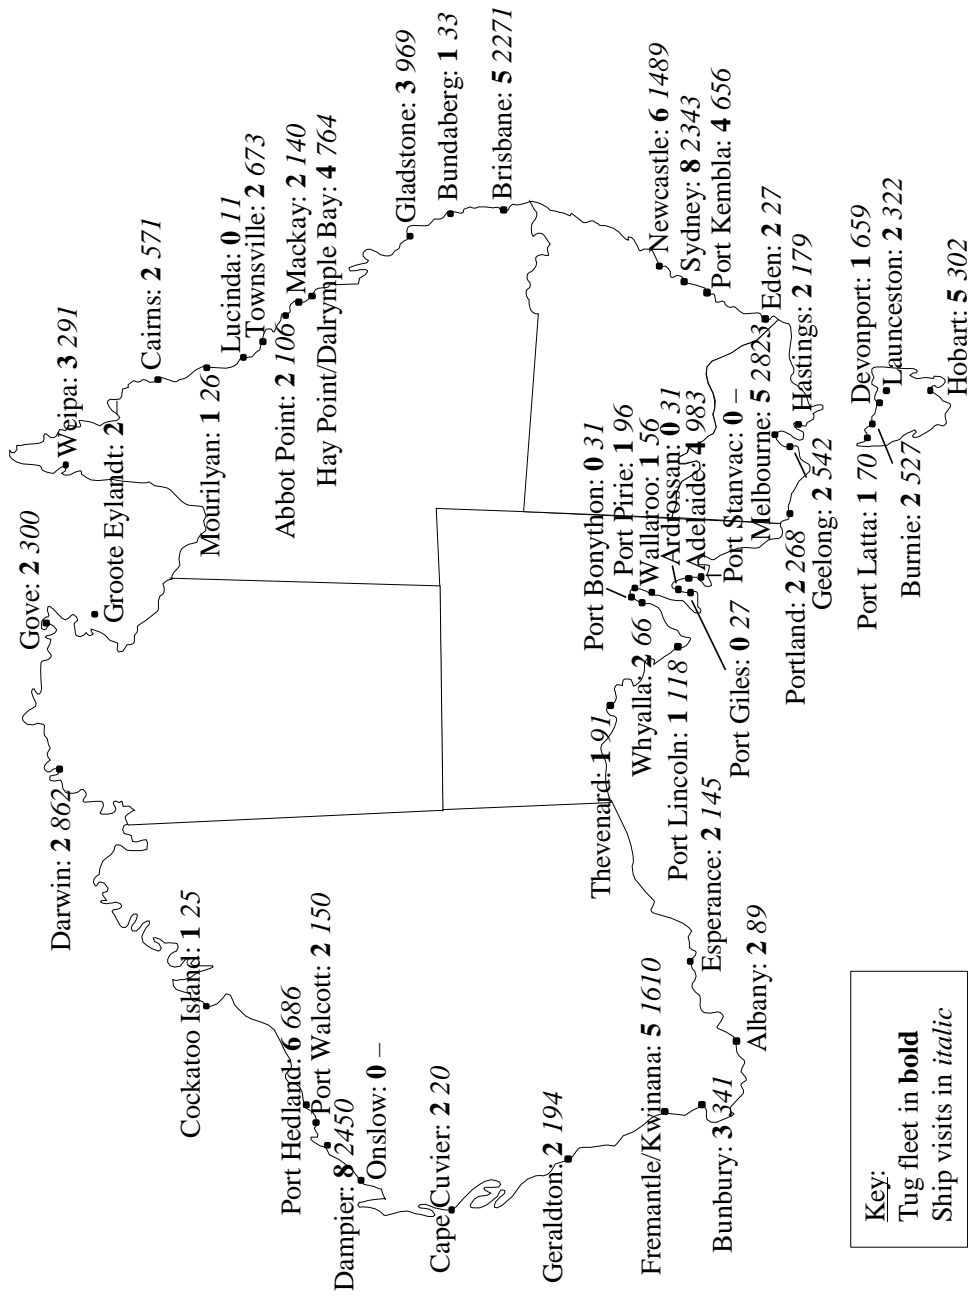 Gove: 2 300
Weipa: 3 291
Groote Eylandt: 2 –
Cairns: 2 571
Darwin: 2 862
Mourilyan: 1 26
Lucinda: 0 11
Townsville: 2 673
Abbot Point: 2 106
Mackay: 2 140
Hay Point/Dalrymple Bay: 4 764
Cockatoo Island: 1 25
Port Hedland: 6 686
Port Walcott: 2 150
Dampier: 8 2450
Onslow: 0 –
Gladstone: 3 969
Bundaberg: 1 33
Cape Cuvier: 2 20
Brisbane: 5 2271
Geraldton: 2 194
Thevenard: 1 91
Port Bonython: 0 31
Port Pirie: 1 96
Whyalla: 2 66
Wallaroo: 1 56
Newcastle: 6 1489
Fremantle/Kwinana: 5 1610
Port Lincoln: 1 118
Ardrossan: 0 31
Sydney: 8 2343
Adelaide: 4 983
Esperance: 2 145
Port Kembla: 4 656
Bunbury: 3 341
Port Giles: 0 27
Port Stanvac: 0 –
Albany: 2 89
Melbourne: 5 2823
Eden: 2 27
Portland: 2 268
Hastings: 2 179
Geelong: 2 542
Port Latta: 1 70
Devonport: 1 659
Launceston: 2 322
Burnie: 2 527
Hobart: 5 302
Key:
Tug fleet in bold
Ship visits in italic